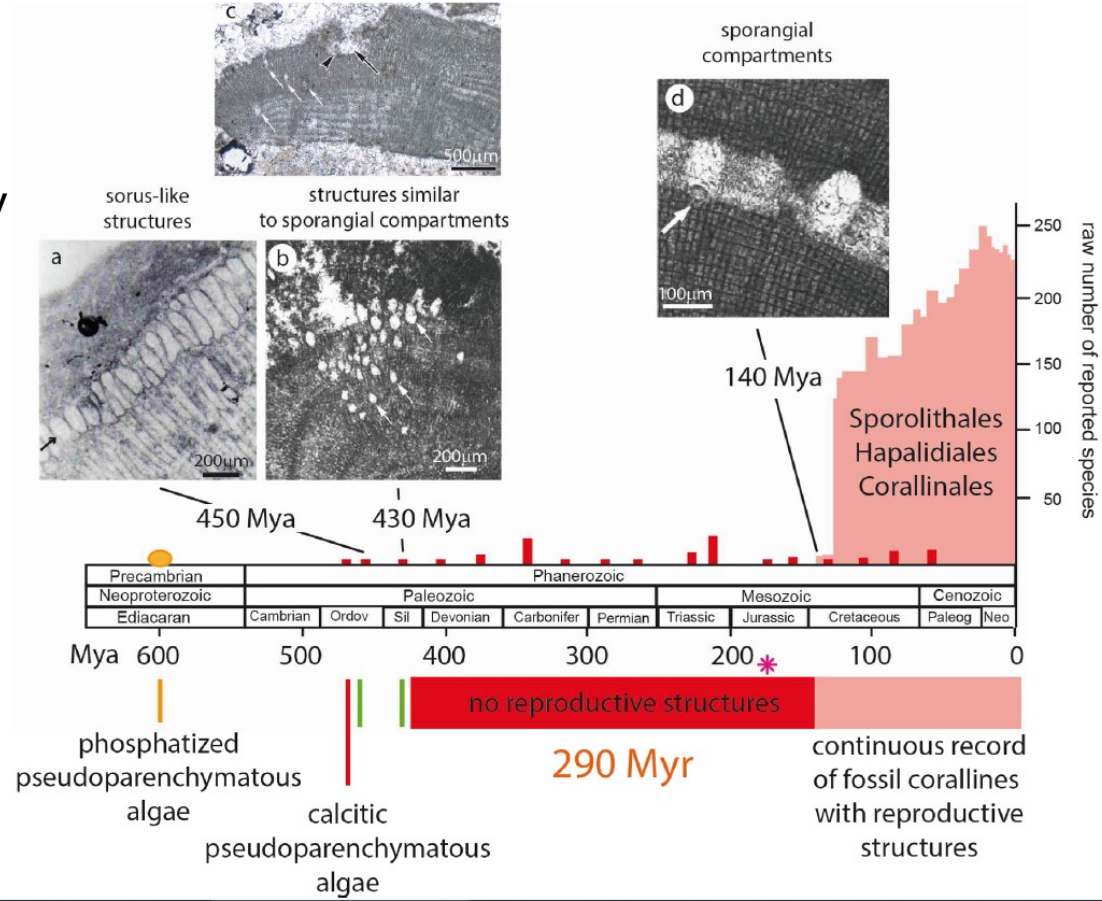 c
500µm
sporangial
compartments
d
100µm
sorus-like
structures
structures similar
to sporangial compartments
a
200µm
b
200µm
450 Mya
430 Mya
140 Mya
250
200
150
100
50
raw number of reported species
Sporolithales
Hapalidiales
Corallinales
Precambrian
Phanerozoic
Neoproterozoic
Paleozoic
Mesozoic
Cenozoic
Ediacaran
Cambrian
Ordov
Sil
Devonian
Carbonifer
Permian
Triassic
Jurassic
Cretaceous
Paleog
Neo
Mya 600 500 400 300 200 * 100 0
no reproductive structures
290 Myr
phosphatized
pseudoparenchymatous
algae
calcitic
pseudoparenchymatous
algae
continuous record
of fossil corallines
with reproductive
structures